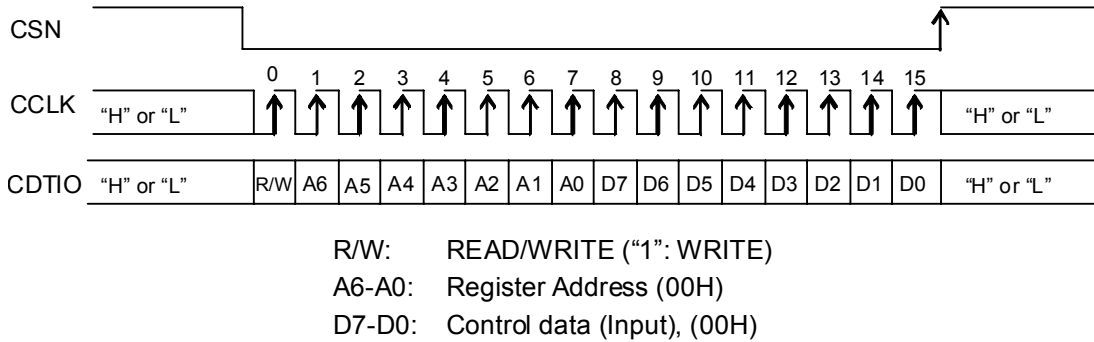 CSN
0 1 2 3 4 5 6 7 8 9 10 11 12 13 14 15
CCLK “H” or “L” “H” or “L”
CDTIO “H” or “L” R/W A6 A5 A4 A3 A2 A1 A0 D7 D6 D5 D4 D3 D2 D1 D0 “H” or “L”
R/W: READ/WRITE (“1”: WRITE)
A6-A0: Register Address (00H)
D7-D0: Control data (Input), (00H)